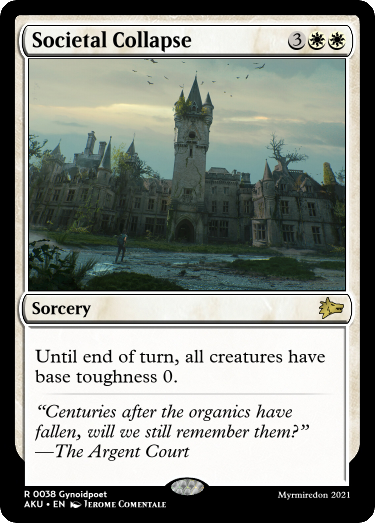 Societal Collapse 3
Sorcery
Until end of turn, all creatures have
base toughness 0.
“Centuries after the organics have
fallen, will we still remember them?”
—The Argent Court
R 0038 Gynoidpoet
AKU • EN Jerome Comentale
Myrmiredon 2021